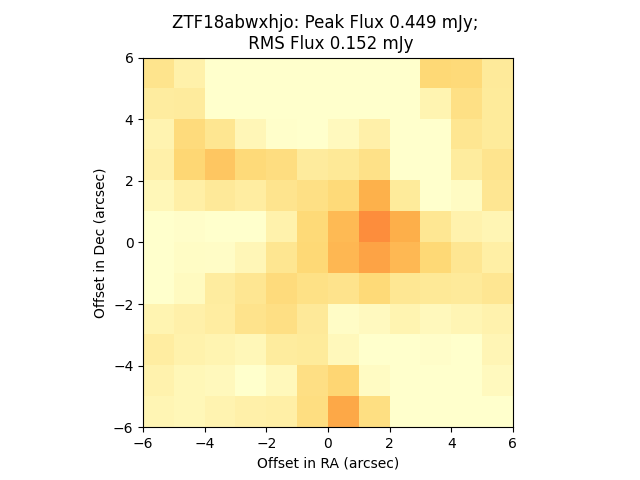 ZTF18abwxhjo: Peak Flux 0.449 mJy;
RMS Flux 0.152 mJy
6
4
2
0
−2
−4
−6
Offset in Dec (arcsec)
−6 −4 −2 0 2 4 6
Offset in RA (arcsec)